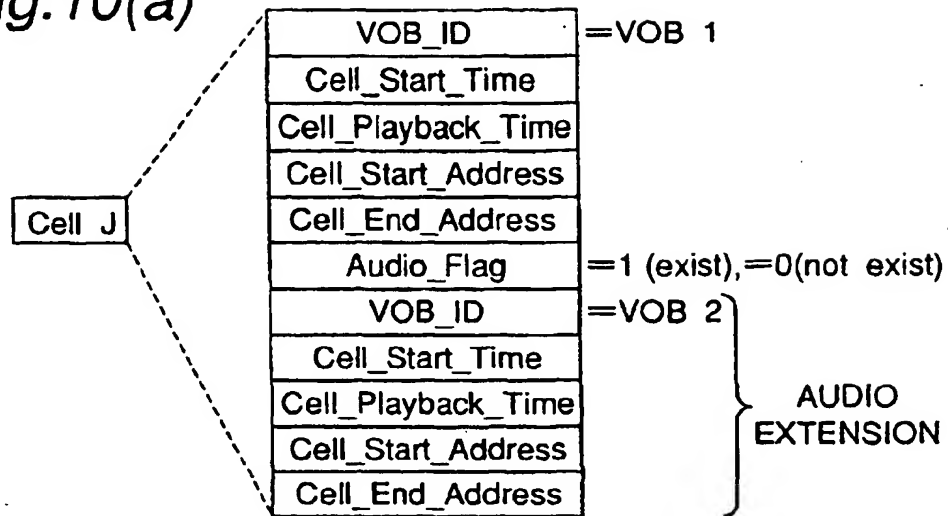 g.10(a)
VOB_ID =VOB 1
Cell_Start_Time
Cell_Playback_Time
Cell_Start_Address
Cell J
Cell_End_Address
Audio_Flag =1 (exist),=0(not exist)
VOB_ID =VOB 2
Cell_Start_Time
Cell_Playback_Time
AUDIO
EXTENSION
Cell_Start_Address
Cell_End_Address